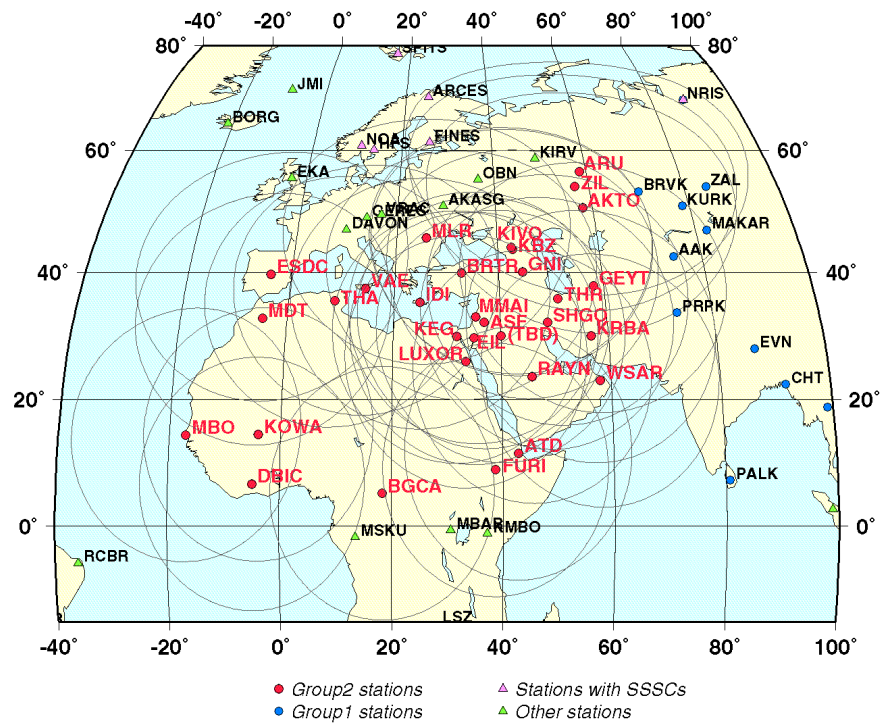 -40° -20° 0° 20° 40° 60° 80° 100°
80° 80°
SPITS
JMI
ARCES
NRIS
BORG
60° 60°
NOA HFS FINES
KIRV ARU
EKA OBN ZIL BRVK ZAL
AKTO KURK
GERES VRAC AKASG
DAVON MLR KIVO KBZ MAKAR
AAK
40° 40°
ESDC VAE BRTR GNI GEYT
THA IDI THR
MDT MMAI SHGO PRPK
KEG ASF (TBD) KRBA
EIL
LUXOR EVN
RAYN WSAR CHT
20° 20°
MBO KOWA
ATD
DBIC BGCA FURI PALK
0° 0°
MSKU MBAR KMBO
RCBR
LSZ
-40° -20° 0° 20° 40° 60° 80° 100°
Group2 stations Stations with SSSCs
Group1 stations Other stations